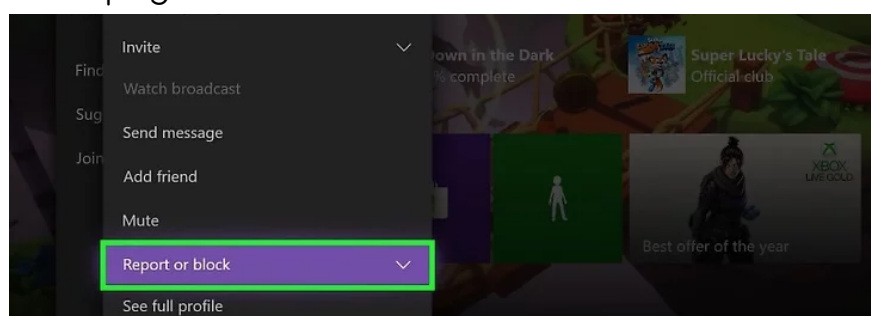 Invite
own in the Dark
% complete
Super Lucky's Tale
Official club
Find
Watch broadcast
Sug
Send message
Join
Add friend
XBOX
LIVE GOLD
Mute
Best offer of the year
Report or block
See full profile